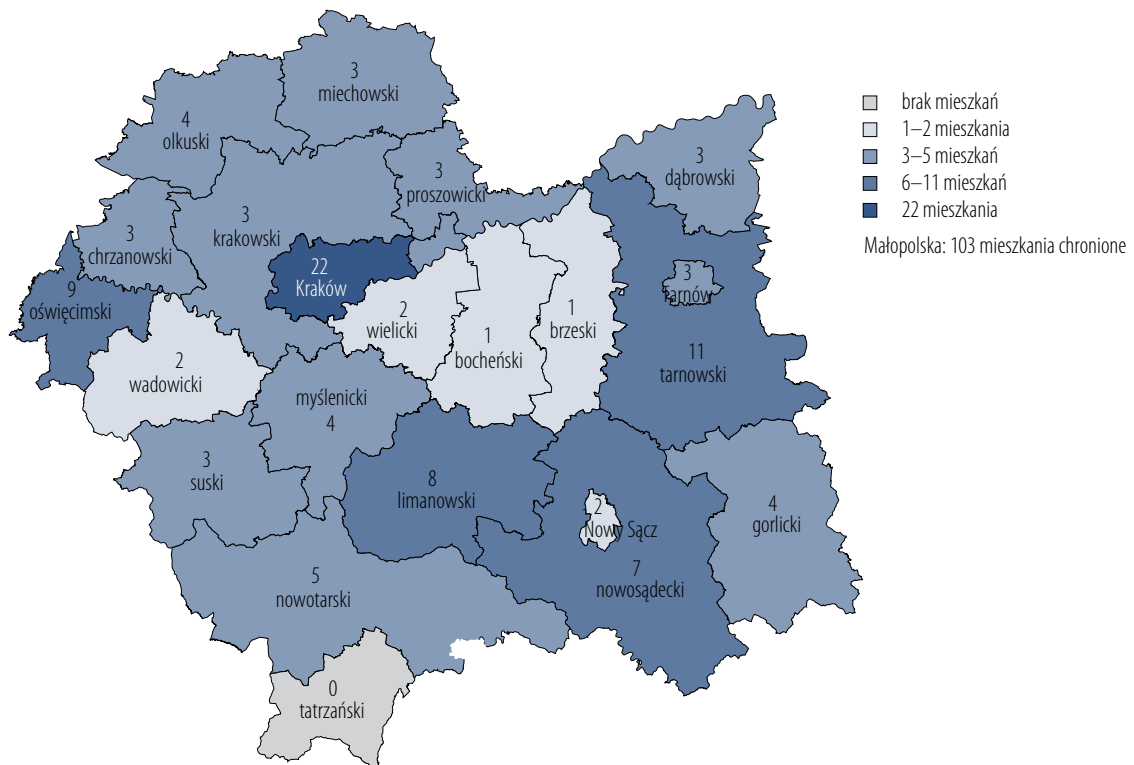 3
miechowski
4
olkuski
3
proszowicki
3
dąbrowski
3
krakowski
3
chrzanowski
22
Kraków
9
oświęcimski
3
Tarnów
2
wielicki
1
bocheński
1
brzeski
11
tarnowski
2
wadowicki
myślenicki
4
3
suski
8
limanowski
2
Nowy Sącz
4
gorlicki
7
nowosądecki
5
nowotarski
0
tatrzański
brak mieszkań
1–2 mieszkania
3–5 mieszkań
6–11 mieszkań
22 mieszkania
Małopolska: 103 mieszkania chronione